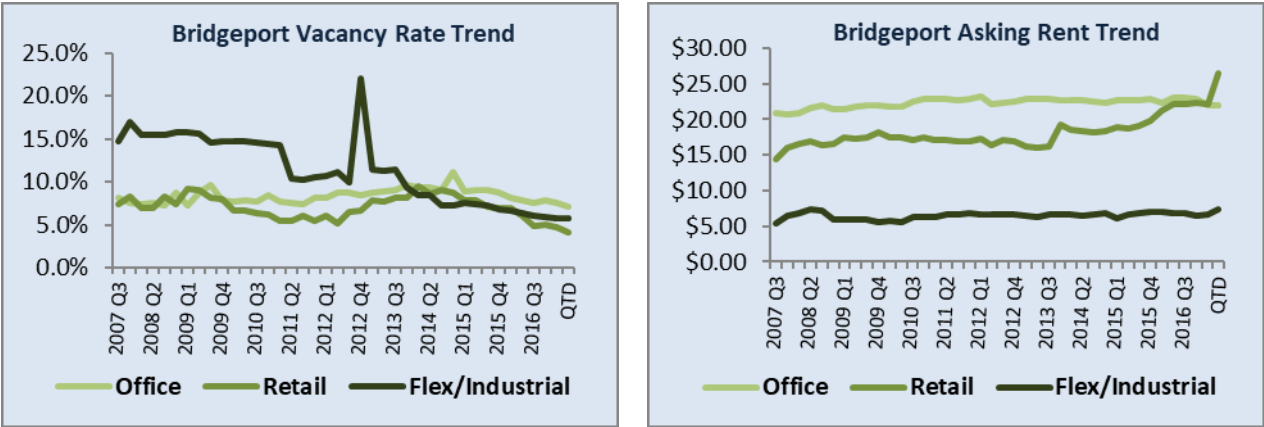 Bridgeport Vacancy Rate Trend
25.0%
20.0%
15.0%
10.0%
5.0%
0.0%
2007 Q3
2008 Q2
2009 Q1
2009 Q4
2010 Q3
2011 Q2
2012 Q1
2012 Q4
2013 Q3
2014 Q2
2015 Q1
2015 Q4
2016 Q3
QTD
Office Retail Flex/Industrial
Bridgeport Asking Rent Trend
$30.00
$25.00
$20.00
$15.00
$10.00
$5.00
$0.00
2007 Q3
2008 Q2
2009 Q1
2009 Q4
2010 Q3
2011 Q2
2012 Q1
2012 Q4
2013 Q3
2014 Q2
2015 Q1
2015 Q4
2016 Q3
QTD
Office Retail Flex/Industrial